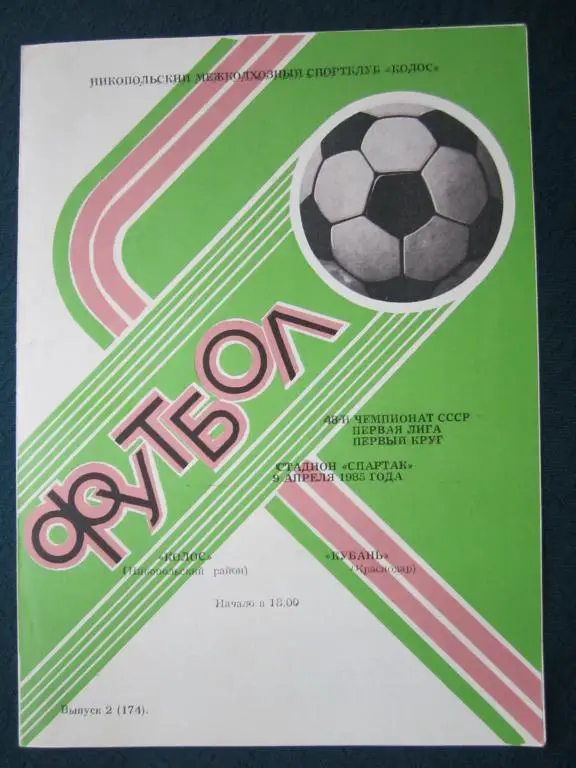 НИКОПОЛЬСКИЙ МЕЖКОЛХОЗНЫЙ СПОРТКЛУБ «КОЛОС»
ФУТБОЛ
48-Й ЧЕМПИОНАТ СССР
ПЕРВАЯ ЛИГА
ПЕРВЫЙ КРУГ
СТАДИОН «СПАРТАК»
9 АПРЕЛЯ 1985 ГОДА
«КОЛОС» «КУБАНЬ»
(Никопольский район) (Краснодар)
Начало в 18.00
Выпуск 2 (174).